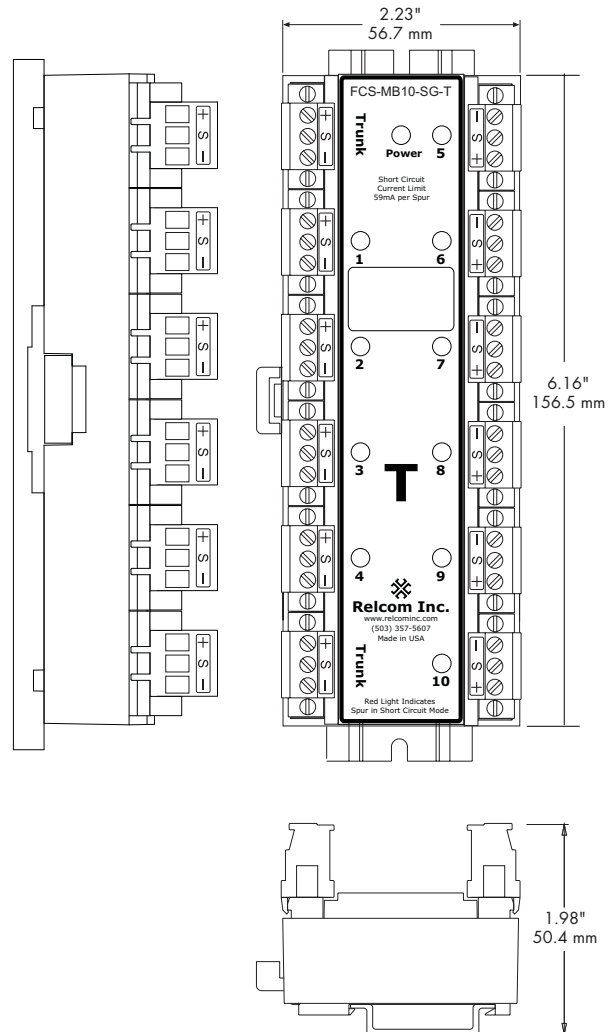 2.23"
56.7 mm
FCS-MB10-SG-T
Trunk
Power
5
Short Circuit
Current Limit
59mA per Spur
1
6
2
7
6.16"
156.5 mm
3
8
T
4
9
Relcom Inc.
www.relcominc.com
(503) 357-5607
Made in USA
Trunk
10
Red Light Indicates
Spur in Short Circuit Mode
+ S –
+ S –
+ S –
+ S –
+ S –
+ S –
+ S –
+ S –
+ S –
+ S –
+ S –
+ S –
– S +
– S +
– S +
– S +
– S +
– S +
1.98"
50.4 mm